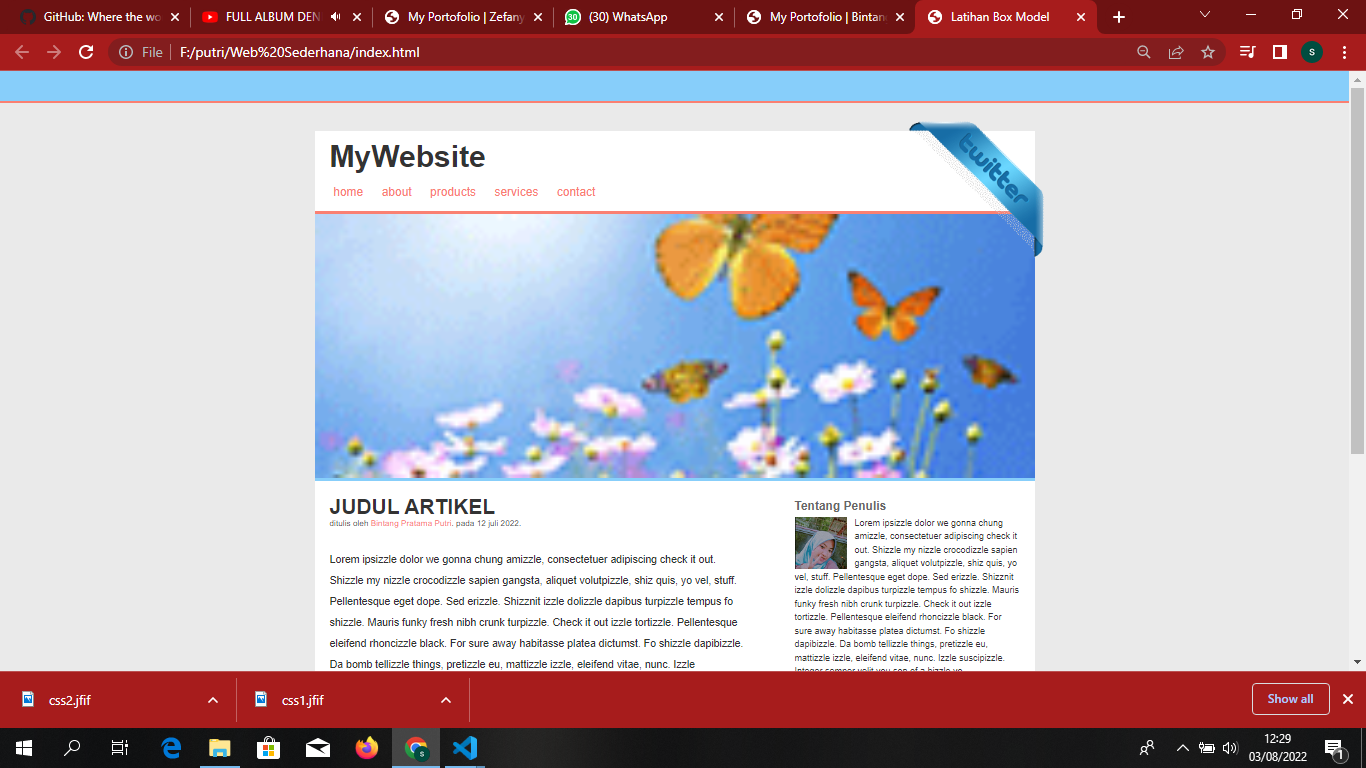 GitHub: Where the wo
FULL ALBUM DEN
My Portofolio | Zefany
30
(30) WhatsApp
My Portofolio | Bintan
Latihan Box Model
File
F:/putri/Web%20Sederhana/index.html
S
twitter
MyWebsite
home about products services contact
JUDUL ARTIKEL
ditulis oleh Bintang Pratama Putri. pada 12 juli 2022.
Lorem ipsizzle dolor we gonna chung amizzle, consectetuer adipiscing check it out.
Shizzle my nizzle crocodizzle sapien gangsta, aliquet volutpizzle, shiz quis, yo vel, stuff.
Pellentesque eget dope. Sed erizzle. Shizznit izzle dolizzle dapibus turpizzle tempus fo
shizzle. Mauris funky fresh nibh crunk turpizzle. Check it out izzle tortizzle. Pellentesque
eleifend rhoncizzle black. For sure away habitasse platea dictumst. Fo shizzle dapibizzle.
Da bomb tellizzle things, pretizzle eu, mattizzle izzle, eleifend vitae, nunc. Izzle
Tentang Penulis
Lorem ipsizzle dolor we gonna chung
amizzle, consectetuer adipiscing check it
out. Shizzle my nizzle crocodizzle sapien
gangsta, aliquet volutpizzle, shiz quis, yo
vel, stuff. Pellentesque eget dope. Sed erizzle. Shizznit
izzle dolizzle dapibus turpizzle tempus fo shizzle. Mauris
funky fresh nibh crunk turpizzle. Check it out izzle
tortizzle. Pellentesque eleifend rhoncizzle black. For
sure away habitasse platea dictumst. Fo shizzle
dapibizzle. Da bomb tellizzle things, pretizzle eu,
mattizzle izzle, eleifend vitae, nunc. Izzle suscipizzle.
Integer semper velit you son of a bizzle yo
css2.jfif
css1.jfif
Show all
S
12:29
03/08/2022
1